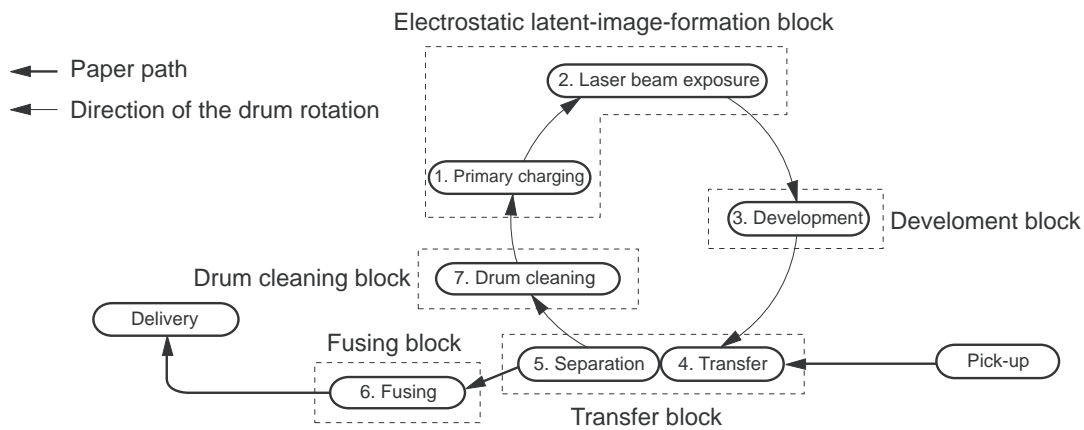 Electrostatic latent-image-formation block
Paper path
Direction of the drum rotation
2. Laser beam exposure
1. Primary charging
3. Development
Develoment block
Drum cleaning block
7. Drum cleaning
Delivery
Fusing block
5. Separation
4. Transfer
Pick-up
6. Fusing
Transfer block